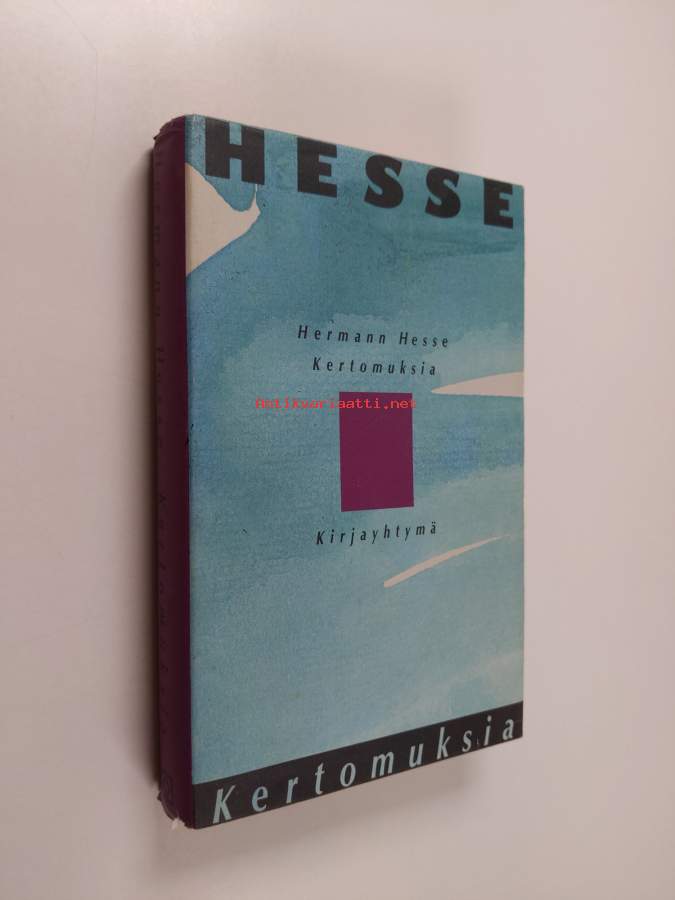 HESSE
Hermann Hesse
Kertomuksia
Antikvariaatti.net
Kirjayhtymä
Kertomuksia